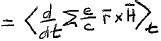 = ⟨ d/dt Σ e/c r̄ × H̄ ⟩_t